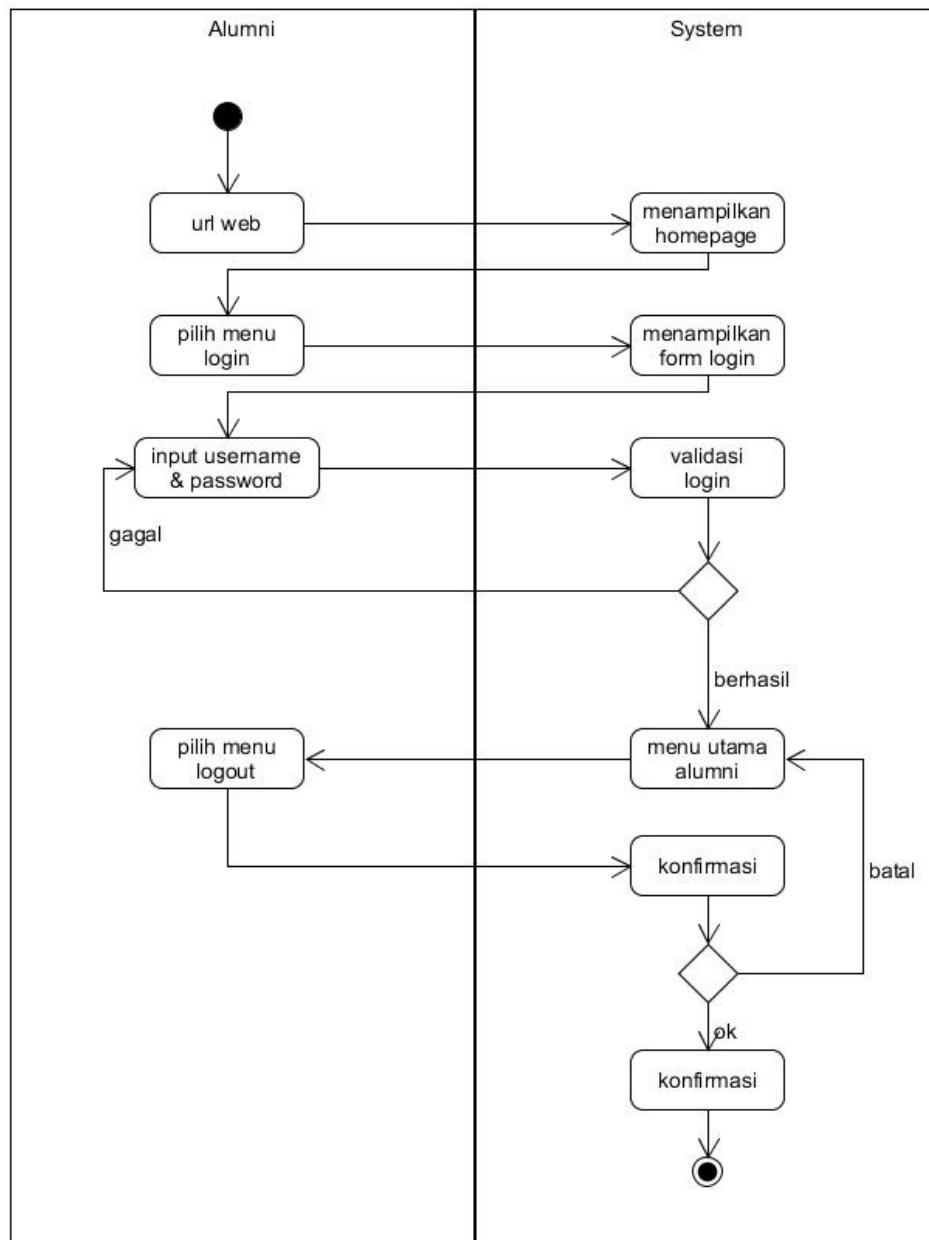 Alumni
System
url web
menampilkan
homepage
pilih menu
login
menampilkan
form login
input username
& password
validasi
login
gagal
berhasil
pilih menu
logout
menu utama
alumni
konfirmasi
batal
ok
konfirmasi